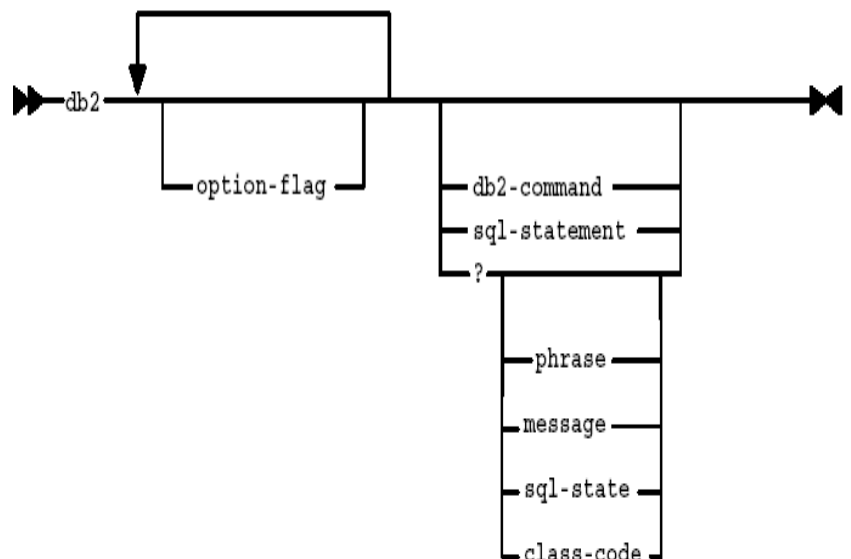 db2
option-flag
db2-command
sql-statement
?
phrase
message
sql-state
class-code